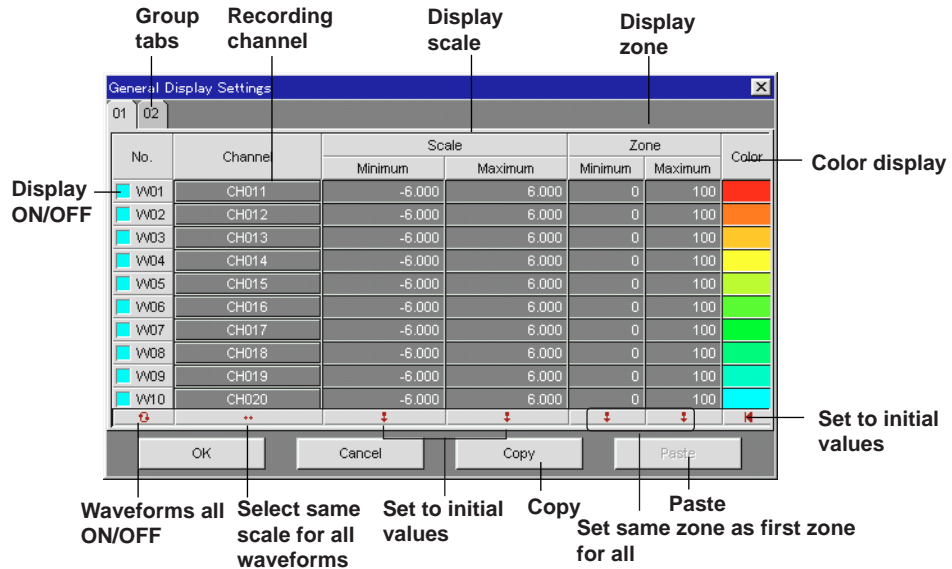 Group tabs
Recording channel
Display scale
Display zone
General Display Settings
01 02
No. Channel Scale Zone Color
Minimum Maximum Minimum Maximum
Color display
Display ON/OFF
W01 CH011 -6.000 6.000 0 100
W02 CH012 -6.000 6.000 0 100
W03 CH013 -6.000 6.000 0 100
W04 CH014 -6.000 6.000 0 100
W05 CH015 -6.000 6.000 0 100
W06 CH016 -6.000 6.000 0 100
W07 CH017 -6.000 6.000 0 100
W08 CH018 -6.000 6.000 0 100
W09 CH019 -6.000 6.000 0 100
W10 CH020 -6.000 6.000 0 100
Set to initial values
OK Cancel Copy Paste
Waveforms all ON/OFF
Select same scale for all waveforms
Set to initial values
Copy
Paste
Set same zone as first zone for all